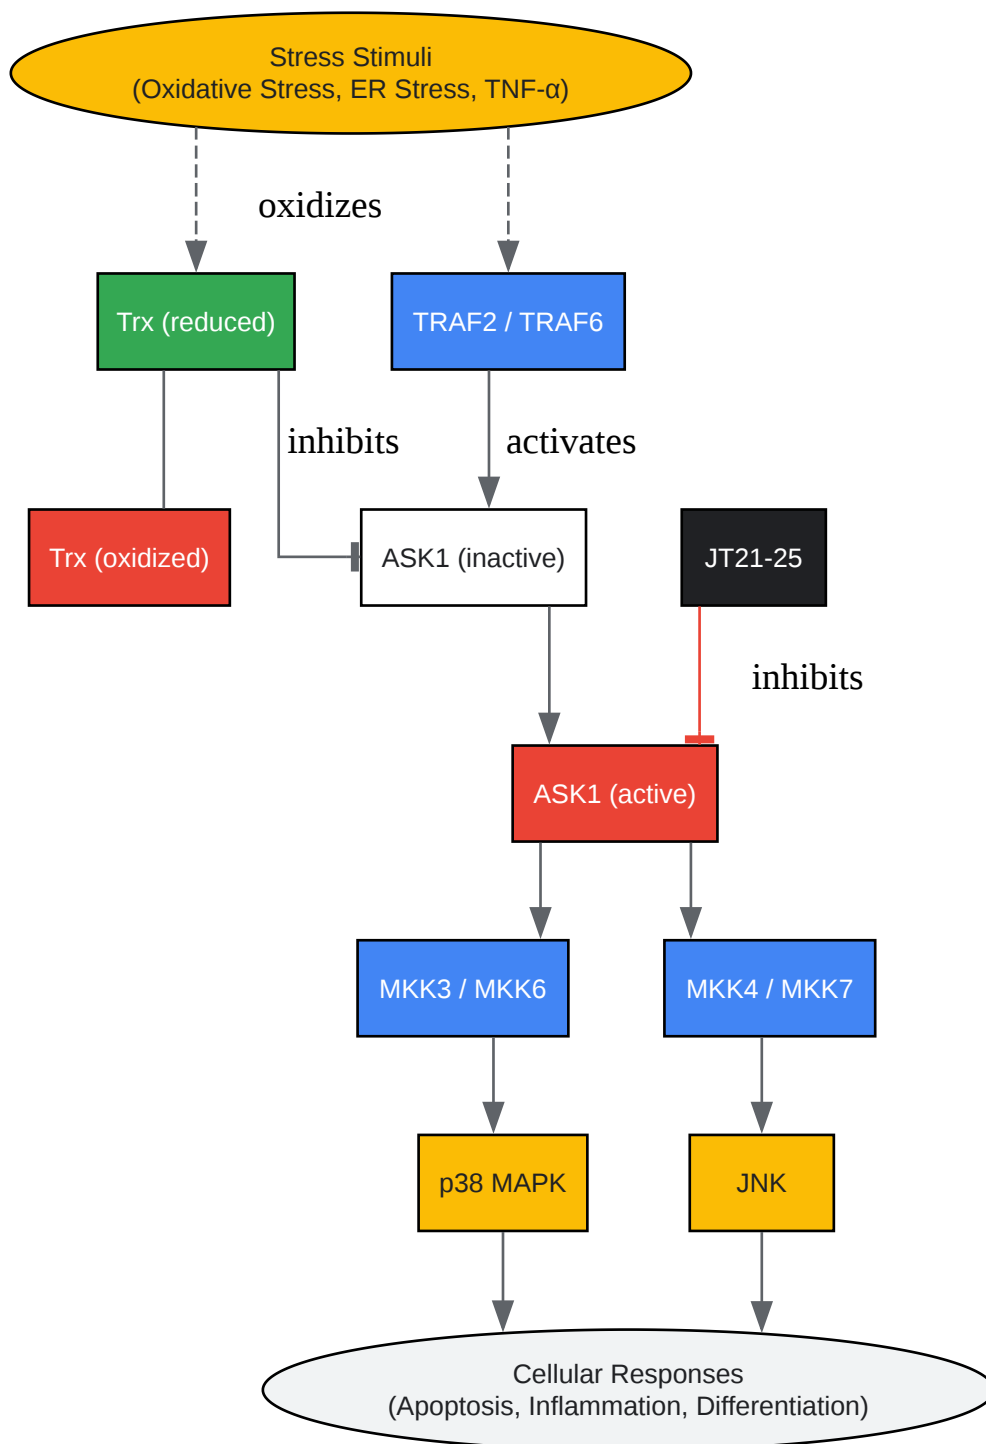 Stress Stimuli
(Oxidative Stress, ER Stress, TNF-α)
oxidizes
Trx (reduced)
TRAF2 / TRAF6
inhibits
activates
Trx (oxidized)
ASK1 (inactive)
JT21-25
inhibits
ASK1 (active)
MKK3 / MKK6
MKK4 / MKK7
p38 MAPK
JNK
Cellular Responses
(Apoptosis, Inflammation, Differentiation)